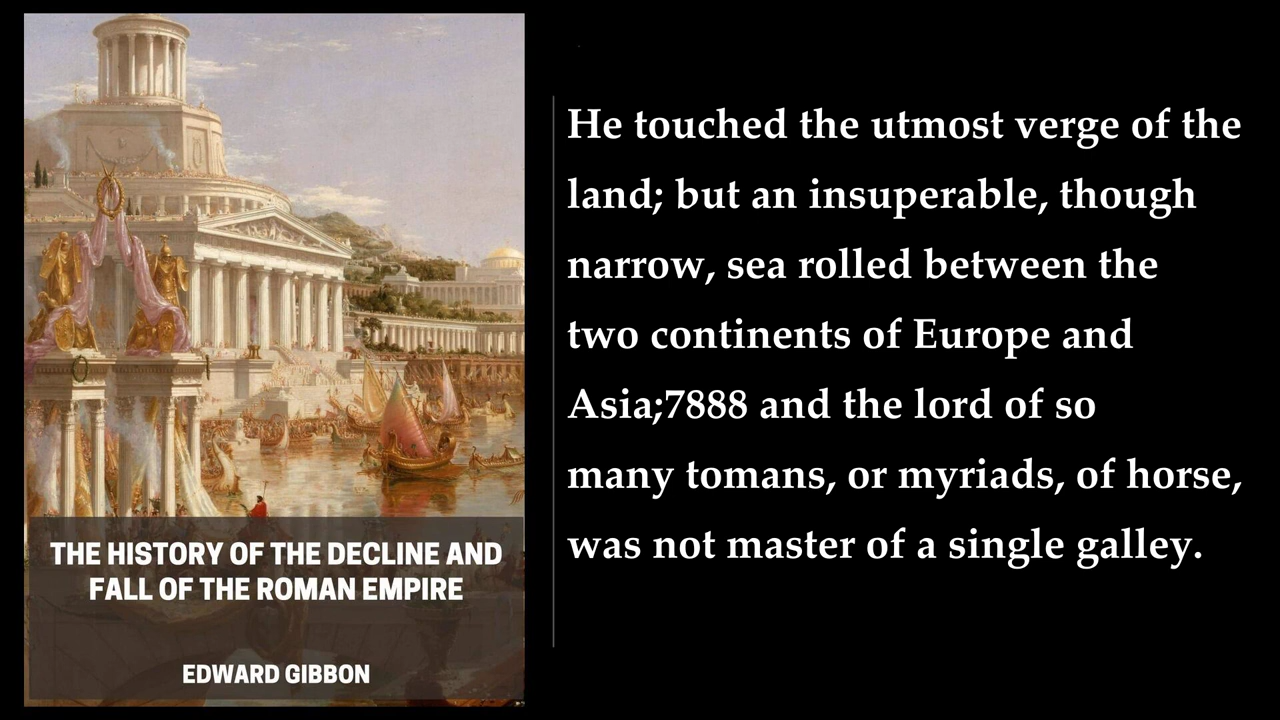 THE HISTORY OF THE DECLINE AND
FALL OF THE ROMAN EMPIRE
EDWARD GIBBON
He touched the utmost verge of the
land; but an insuperable, though
narrow, sea rolled between the
two continents of Europe and
Asia;7888 and the lord of so
many tomans, or myriads, of horse,
was not master of a single galley.